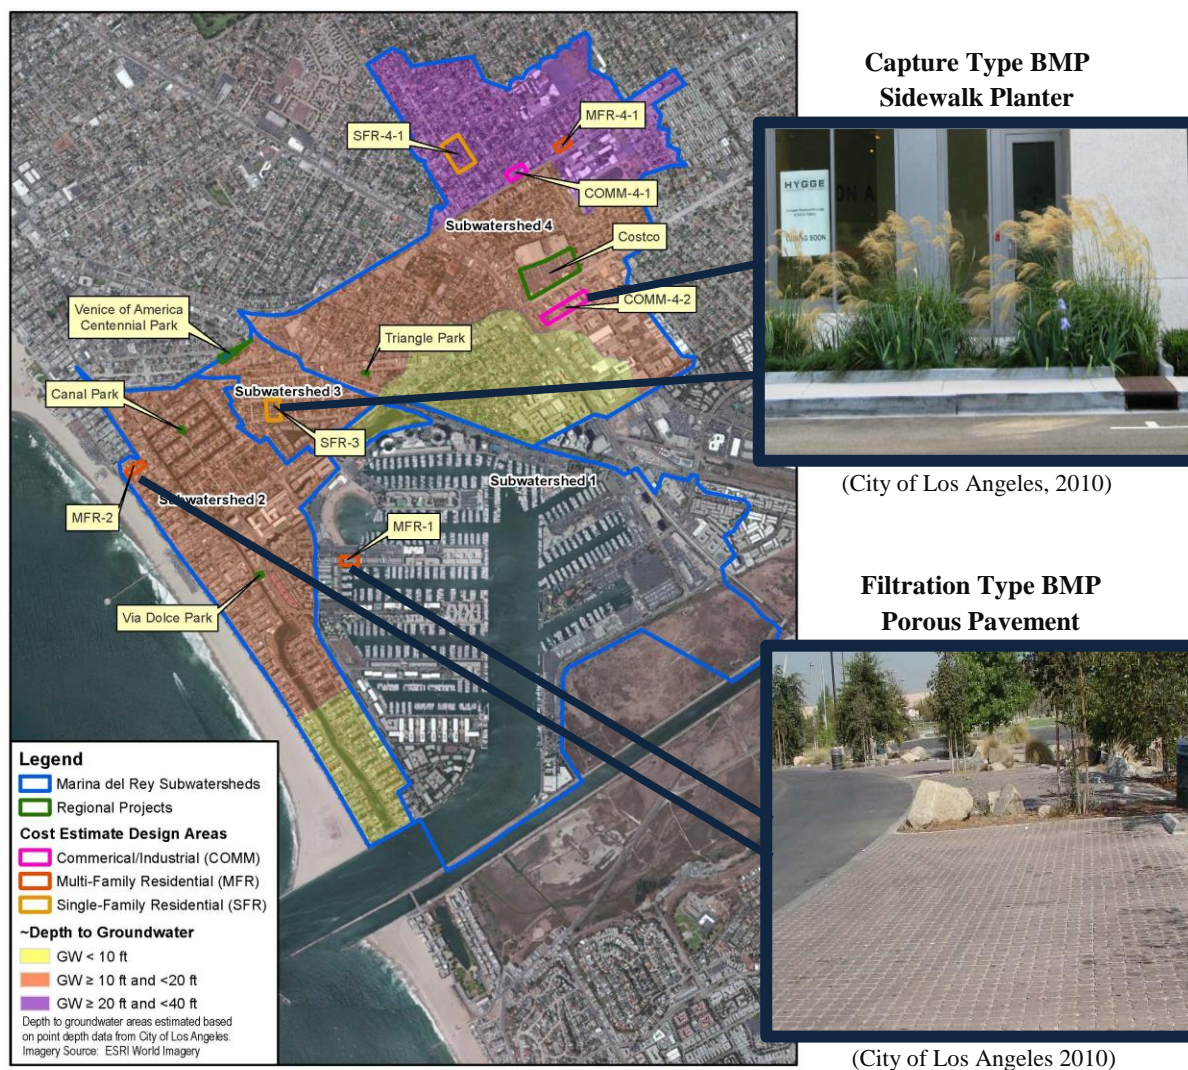 Capture Type BMP
Sidewalk Planter
SFR-4-1
MFR-4-1
COMM-4-1
Subwatershed 4
Costco
COMM-4-2
Venice of America
Centennial Park
Triangle Park
Canal Park
Subwatershed 3
SFR-3
MFR-2
Subwatershed 2
Subwatershed 1
MFR-1
Via Dolce Park
HYGGE
SOON
(City of Los Angeles, 2010)
Filtration Type BMP
Porous Pavement
(City of Los Angeles 2010)
Legend
Marina del Rey Subwatersheds
Regional Projects
Cost Estimate Design Areas
Commerical/Industrial (COMM)
Multi-Family Residential (MFR)
Single-Family Residential (SFR)
~Depth to Groundwater
GW < 10 ft
GW ≥ 10 ft and <20 ft
GW ≥ 20 ft and <40 ft
Depth to groundwater areas estimated based
on point depth data from City of Los Angeles.
Imagery Source: ESRI World Imagery